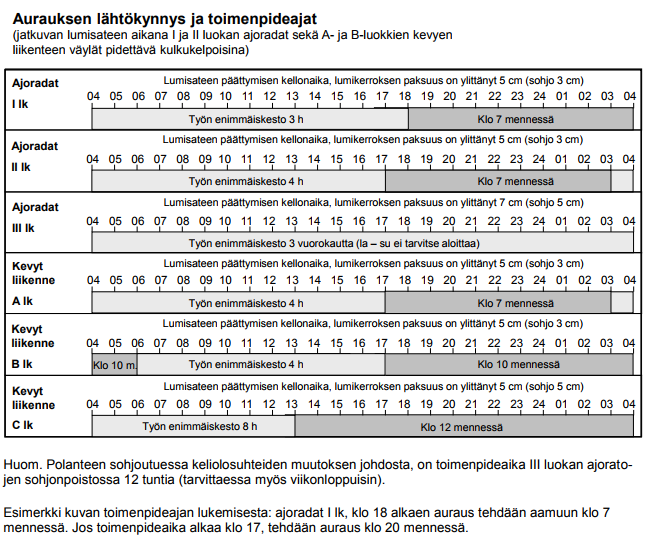 Aurauksen lähtökynnys ja toimenpideajat
(jatkuvan lumisateen aikana I ja II luokan ajoradat sekä A- ja B-luokkien kevyen
liikenteen väylät pidettävä kulkukelpoisina)
Ajoradat
Lumisateen päättymisen kellonaika, lumikerroksen paksuus on ylittänyt 5 cm (sohjo 3 cm)
04 05 06 07 08 09 10 11 12 13 14 15 16 17 18 19 20 21 22 23 24 01 02 03 04
I lk
Työn enimmäiskesto 3 h
Klo 7 mennessä
Ajoradat
Lumisateen päättymisen kellonaika, lumikerroksen paksuus on ylittänyt 5 cm (sohjo 3 cm)
04 05 06 07 08 09 10 11 12 13 14 15 16 17 18 19 20 21 22 23 24 01 02 03 04
II lk
Työn enimmäiskesto 4 h
Klo 7 mennessä
Ajoradat
Lumisateen päättymisen kellonaika, lumikerroksen paksuus on ylittänyt 7 cm (sohjo 5 cm)
04 05 06 07 08 09 10 11 12 13 14 15 16 17 18 19 20 21 22 23 24 01 02 03 04
III lk
Työn enimmäiskesto 3 vuorokautta (la – su ei tarvitse aloittaa)
Kevyt
liikenne
Lumisateen päättymisen kellonaika, lumikerroksen paksuus on ylittänyt 5 cm (sohjo 3 cm)
04 05 06 07 08 09 10 11 12 13 14 15 16 17 18 19 20 21 22 23 24 01 02 03 04
A lk
Työn enimmäiskesto 4 h
Klo 7 mennessä
Kevyt
liikenne
Lumisateen päättymisen kellonaika, lumikerroksen paksuus on ylittänyt 5 cm (sohjo 3 cm)
04 05 06 07 08 09 10 11 12 13 14 15 16 17 18 19 20 21 22 23 24 01 02 03 04
B lk
Klo 10 m.
Työn enimmäiskesto 4 h
Klo 10 mennessä
Kevyt
liikenne
Lumisateen päättymisen kellonaika, lumikerroksen paksuus on ylittänyt 5 cm (sohjo 5 cm)
04 05 06 07 08 09 10 11 12 13 14 15 16 17 18 19 20 21 22 23 24 01 02 03 04
C lk
Työn enimmäiskesto 8 h
Klo 12 mennessä
Huom. Polanteen sohjoutuessa keliolosuhteiden muutoksen johdosta, on toimenpideaika III luokan ajorato-
jen sohjonpoistossa 12 tuntia (tarvittaessa myös viikonloppuisin).
Esimerkki kuvan toimenpideajan lukemisesta: ajoradat I lk, klo 18 alkaen auraus tehdään aamuun klo 7
mennessä. Jos toimenpideaika alkaa klo 17, tehdään auraus klo 20 mennessä.